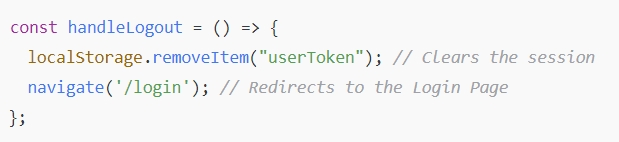 const handleLogout = () => {
  localStorage.removeItem("userToken"); // Clears the session
  navigate('/login'); // Redirects to the Login Page
};